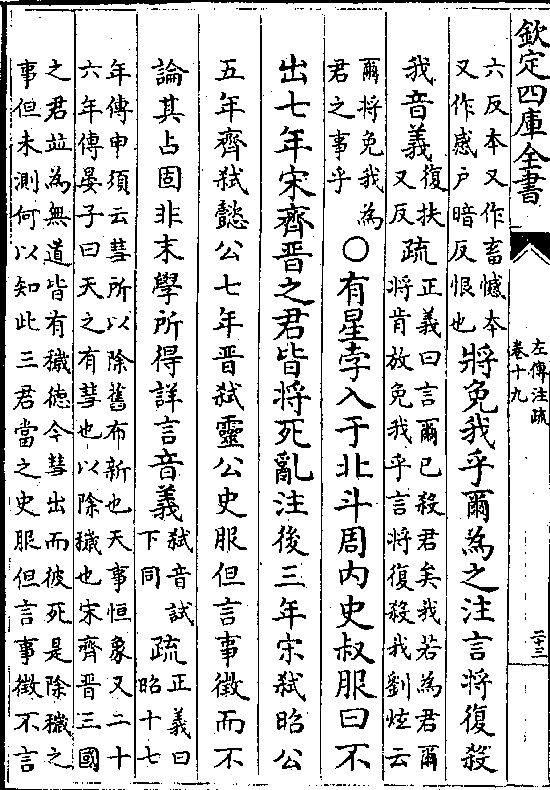 欽定四庫全書
左傳注疏
卷十九
二十三
六反本又作畜憾本
又作感户暗反恨也
將免我乎爾為之注言將復殺
我音義
復扶
又反
疏
正義曰言爾已殺君矣我若為君爾
將肯放免我乎言將復殺我劉炫云
爾將免我為
君之事乎
○有星孛入于北斗周内史叔服曰不
出七年宋齊晋之君皆将死亂注後三年宋弑昭公
五年齊弑懿公七年晋弑靈公史服但言事徴而不
論其占固非末學所得詳言音義
弑音試
下同
疏
正義曰
昭十七
年傳申須云彗所以除舊布新也天事恒象又二十
六年傳晏子曰天之有彗也以除穢也宋齊晋三國
之君並為無道皆有穢徳今彗出而彼死是除穢之
事但未測何以知此三君當之史服但言事徴不言